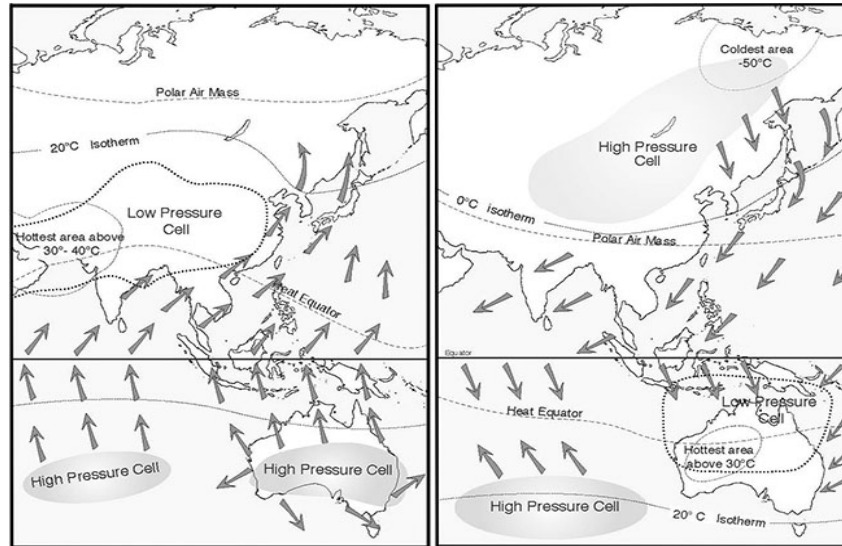 Polar Air Mass
20°C Isotherm
Low Pressure
Cell
Hottest area above
30°- 40°C
Heat Equator
High Pressure Cell
High Pressure Cell
Coldest area
-50°C
High Pressure
Cell
0°C isotherm
Polar Air Mass
Equator
Heat Equator
Low Pressure
Cell
Hottest area
above 30°C
High Pressure Cell
20°C Isotherm